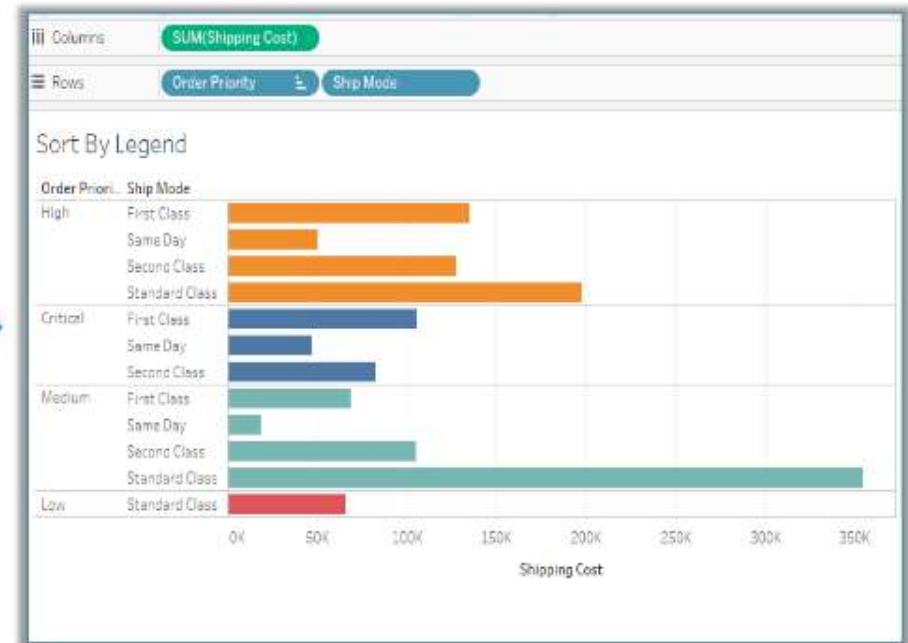 Columns SUM(Shipping Cost)
Rows Order Priority Ship Mode
Sort By Legend
Order Priori.. Ship Mode
High First Class
Same Day
Second Class
Standard Class
Critical First Class
Same Day
Second Class
Medium First Class
Same Day
Second Class
Standard Class
Low Standard Class
0K 50K 100K 150K 200K 250K 300K 350K
Shipping Cost